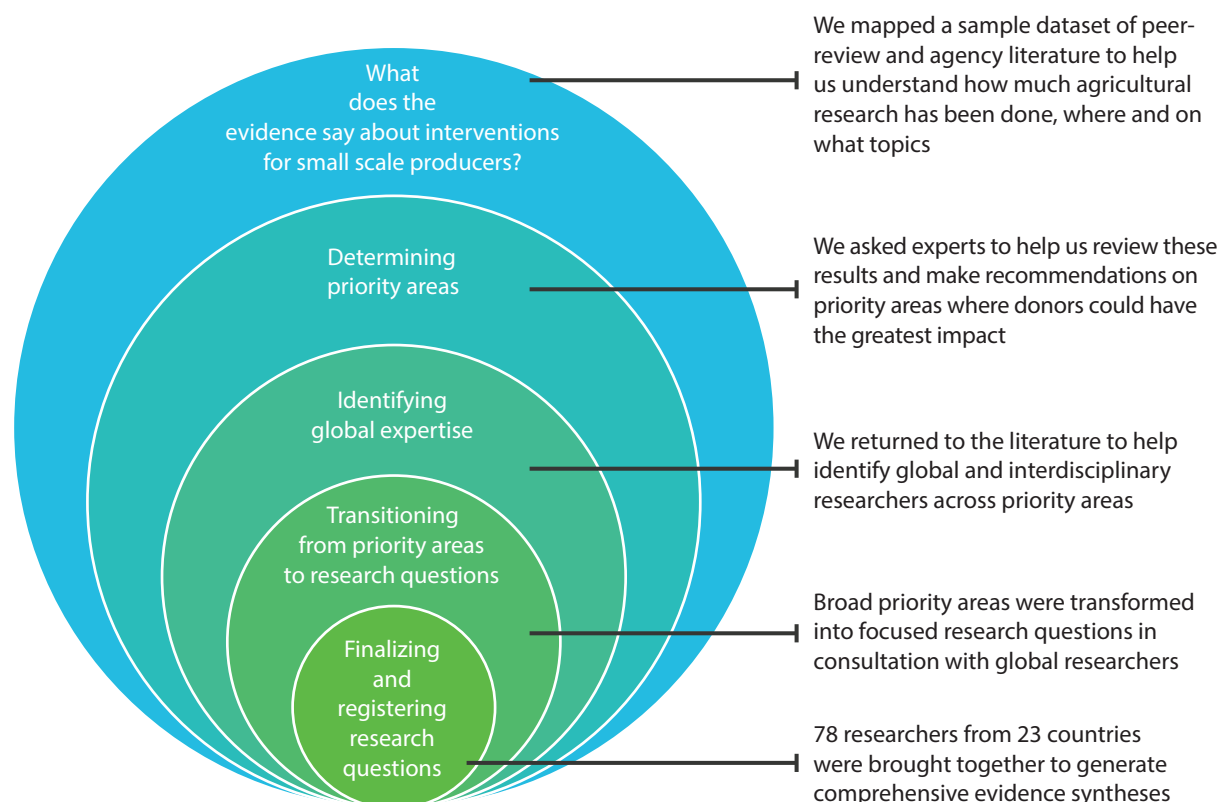 What
does the
evidence say about interventions
for small scale producers?
We mapped a sample dataset of peer-
review and agency literature to help
us understand how much agricultural
research has been done, where and on
what topics
Determining
priority areas
We asked experts to help us review these
results and make recommendations on
priority areas where donors could have
the greatest impact
Identifying
global expertise
We returned to the literature to help
identify global and interdisciplinary
researchers across priority areas
Transitioning
from priority areas
to research questions
Broad priority areas were transformed
into focused research questions in
consultation with global researchers
Finalizing
and
registering
research
questions
78 researchers from 23 countries
were brought together to generate
comprehensive evidence syntheses